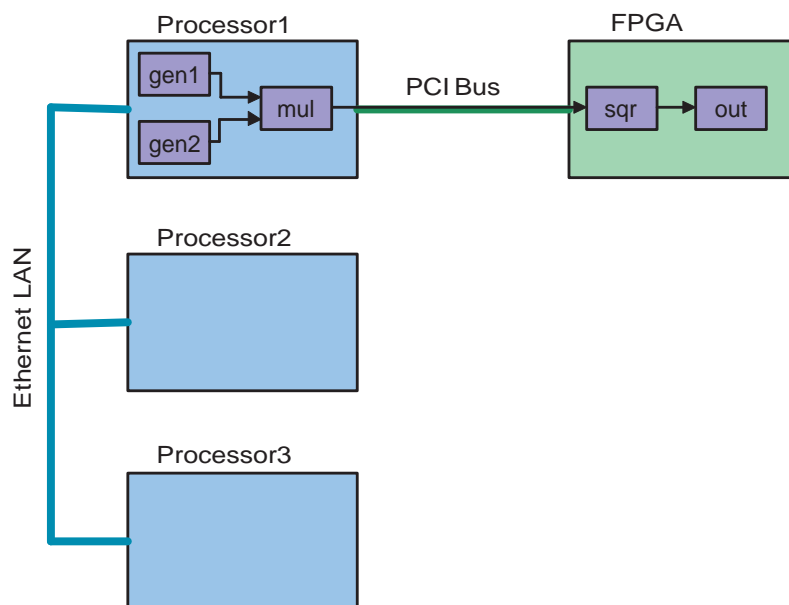 Processor1
FPGA
gen1
gen2
mul
PCI Bus
sqr
out
Processor2
Ethernet LAN
Processor3